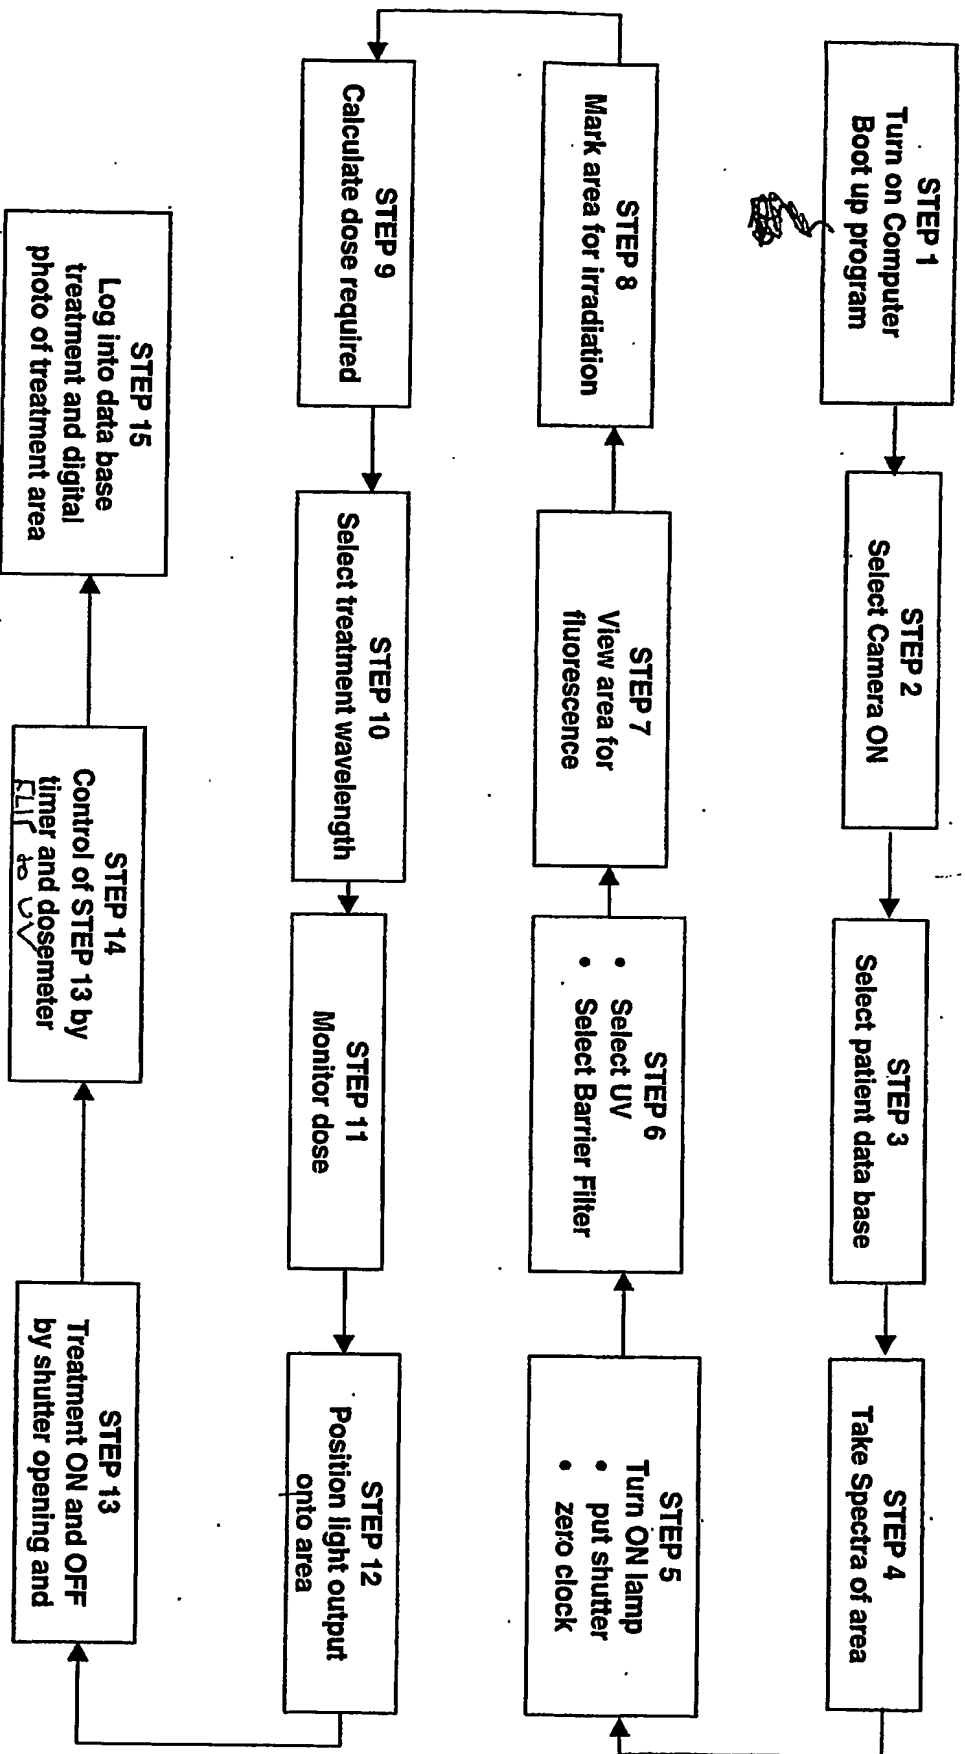 STEP 1
Turn on Computer
Boot up program
STEP 2
Select Camera ON
STEP 3
Select patient data base
STEP 4
Take Spectra of area
STEP 5
Turn ON lamp
• put shutter
• zero clock
STEP 6
• Select UV
• Select Barrier Filter
STEP 7
View area for
fluorescence
STEP 8
Mark area for irradiation
STEP 9
Calculate dose required
STEP 10
Select treatment wavelength
STEP 11
Monitor dose
STEP 12
Position light output
onto area
STEP 13
Treatment ON and OFF
by shutter opening and
STEP 14
Control of STEP 13 by
timer and dosemeter
to UV
STEP 15
Log into data base
treatment and digital
photo of treatment area